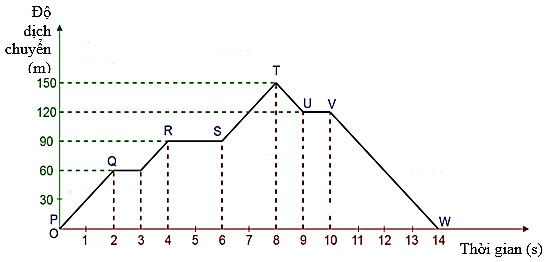 Độ
dịch
chuyển
(m)
150
120
90
60
30
P
O
Q
R
S
T
U V
W
1 2 3 4 5 6 7 8 9 10 11 12 13 14
Thời gian (s)